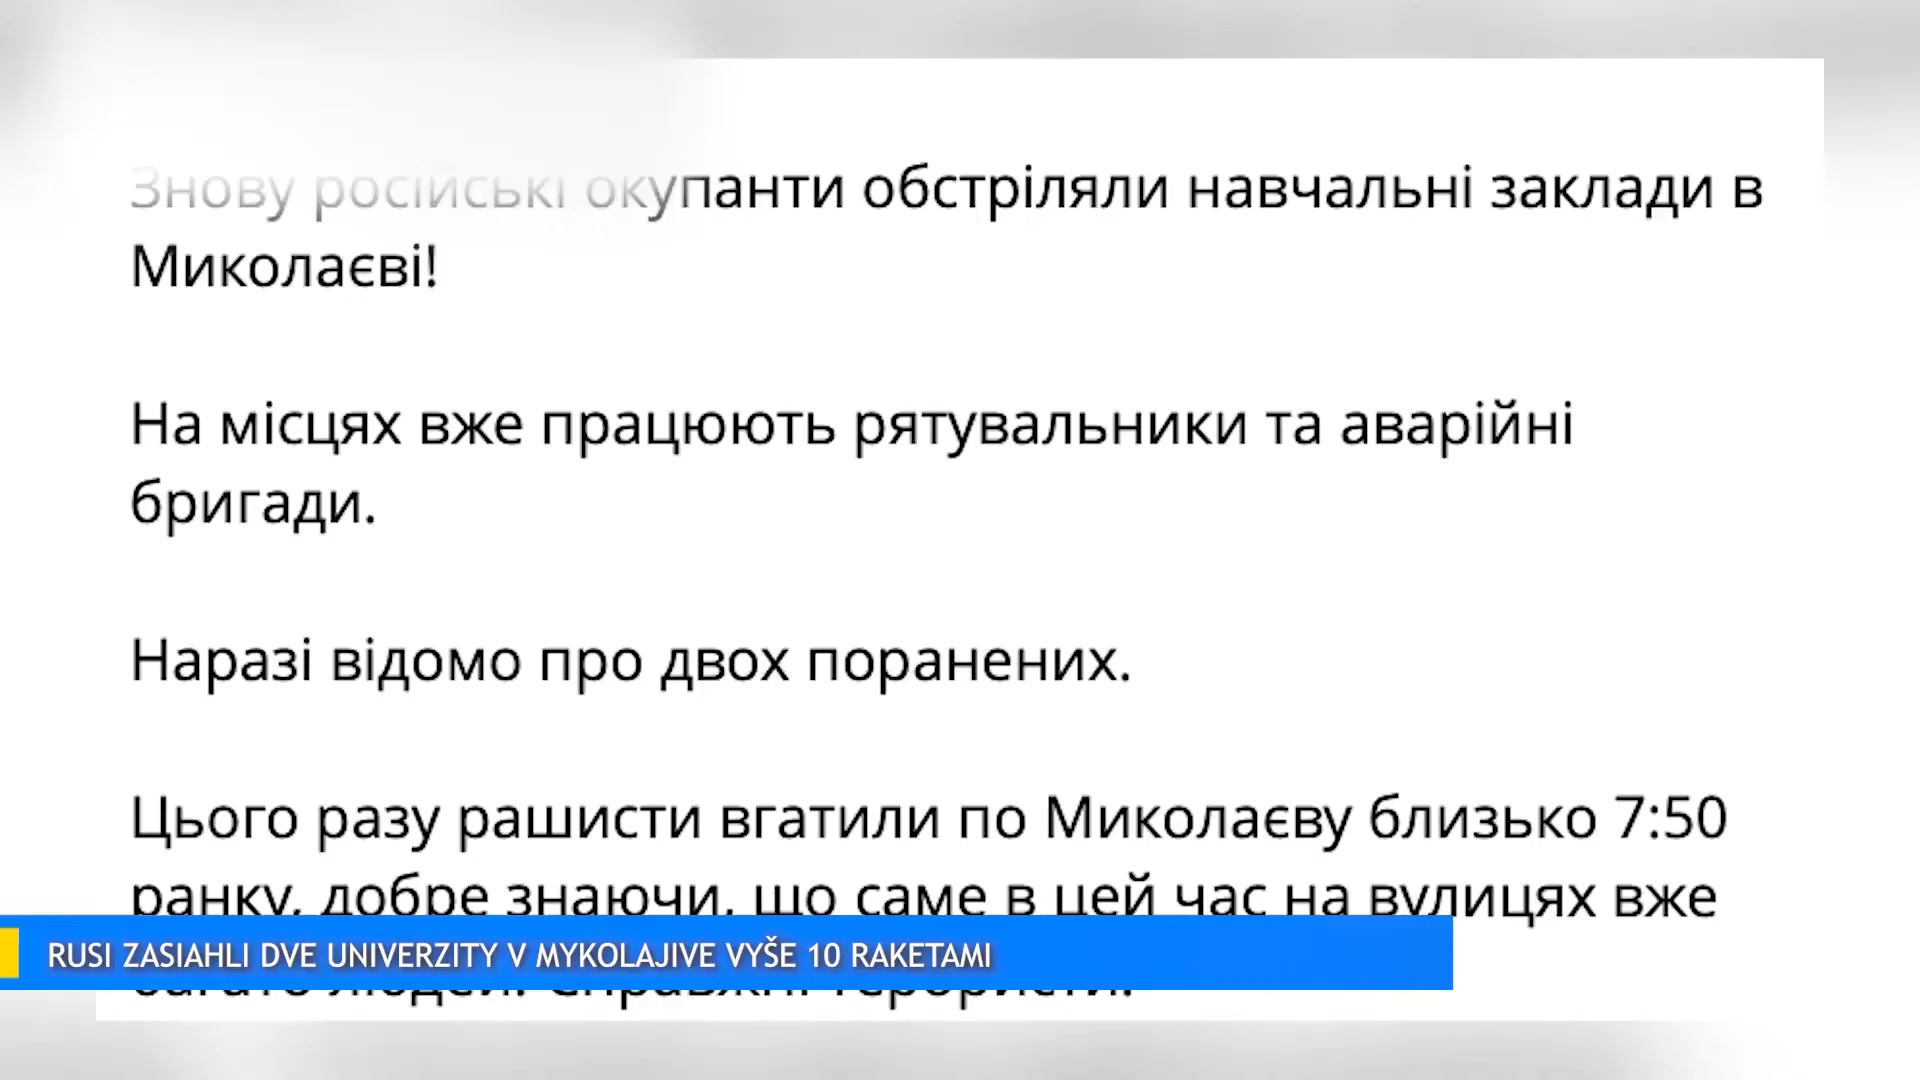 Знову російські окупанти обстріляли навчальні заклади в
Миколаєві!
На місцях вже працюють рятувальники та аварійні
бригади.
Наразі відомо про двох поранених.
Цього разу рашисти вгатили по Миколаєву близько 7:50
ранку, добре знаючи, що саме в цей час на вулицях вже
RUSI ZASIAHLI DVE UNIVERZITY V MYKOLAJIVE VYŠE 10 RAKETAMI